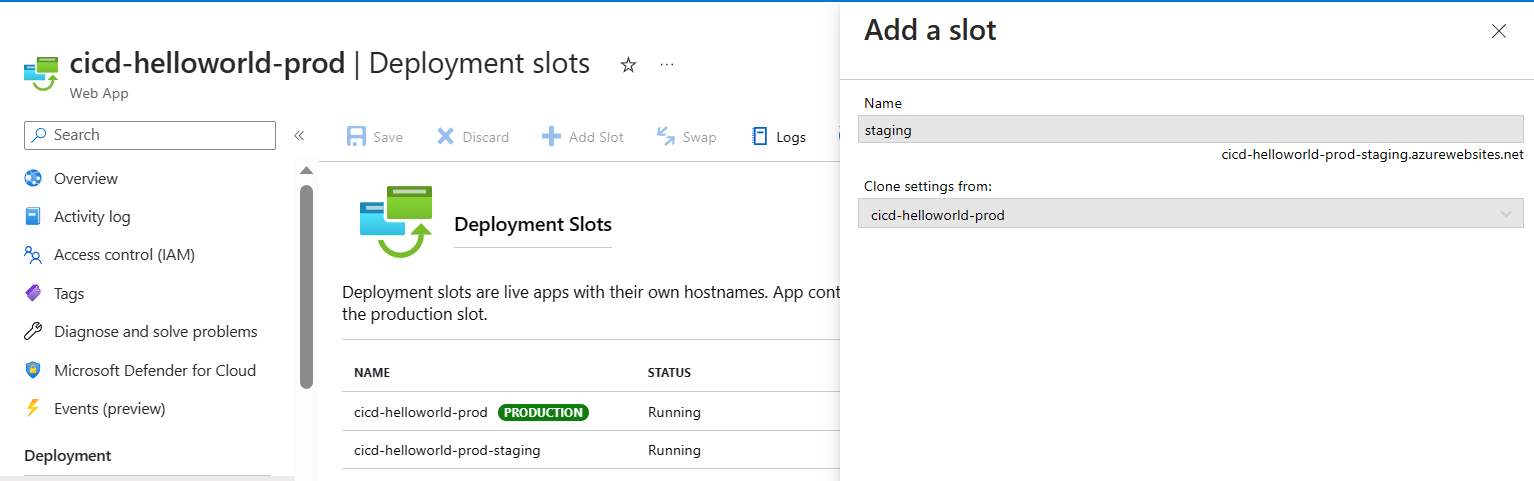 cicd-helloworld-prod | Deployment slots
Web App
Search
Overview
Activity log
Access control (IAM)
Tags
Diagnose and solve problems
Microsoft Defender for Cloud
Events (preview)
Deployment
Save Discard Add Slot Swap Logs
Deployment Slots
Deployment slots are live apps with their own hostnames. App cont
the production slot.
NAME STATUS
cicd-helloworld-prod PRODUCTION Running
cicd-helloworld-prod-staging Running
Add a slot
Name
staging
cicd-helloworld-prod-staging.azurewebsites.net
Clone settings from:
cicd-helloworld-prod